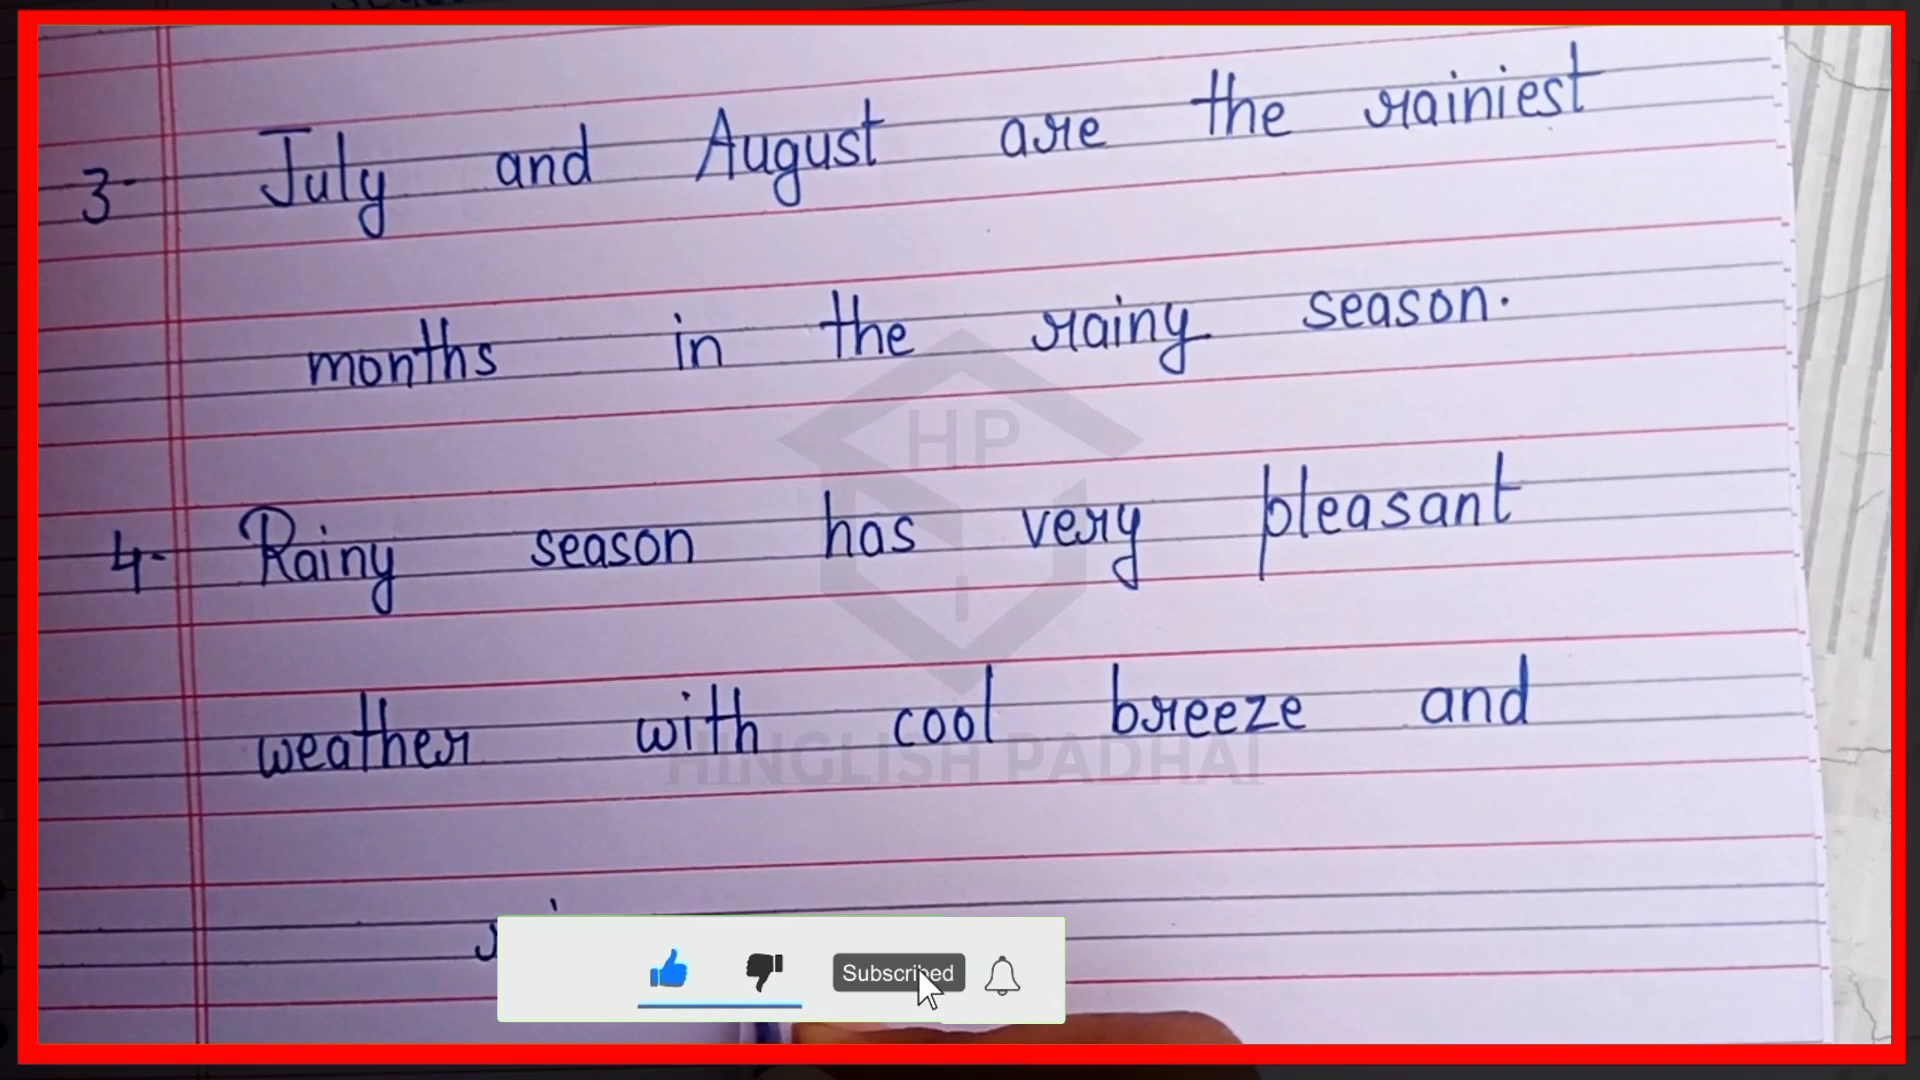 3- July and August are the rainiest
months in the rainy season.
HP
4- Rainy season has very pleasant
I
weather with cool breeze and
HINGLISH PADHAI
Subscribed